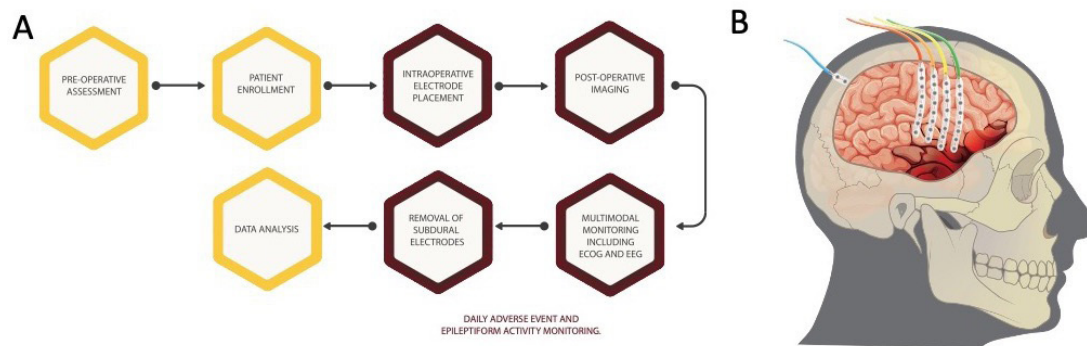 A
B
PRE-OPERATIVE
ASSESSMENT
PATIENT
ENROLLMENT
INTRAOPERATIVE
ELECTRODE
PLACEMENT
POST-OPERATIVE
IMAGING
MULTIMODAL
MONITORING
INCLUDING
ECOG AND EEG
REMOVAL OF
SUBDURAL
ELECTRODES
DATA ANALYSIS
DAILY ADVERSE EVENT AND
EPILEPTIFORM ACTIVITY MONITORING.